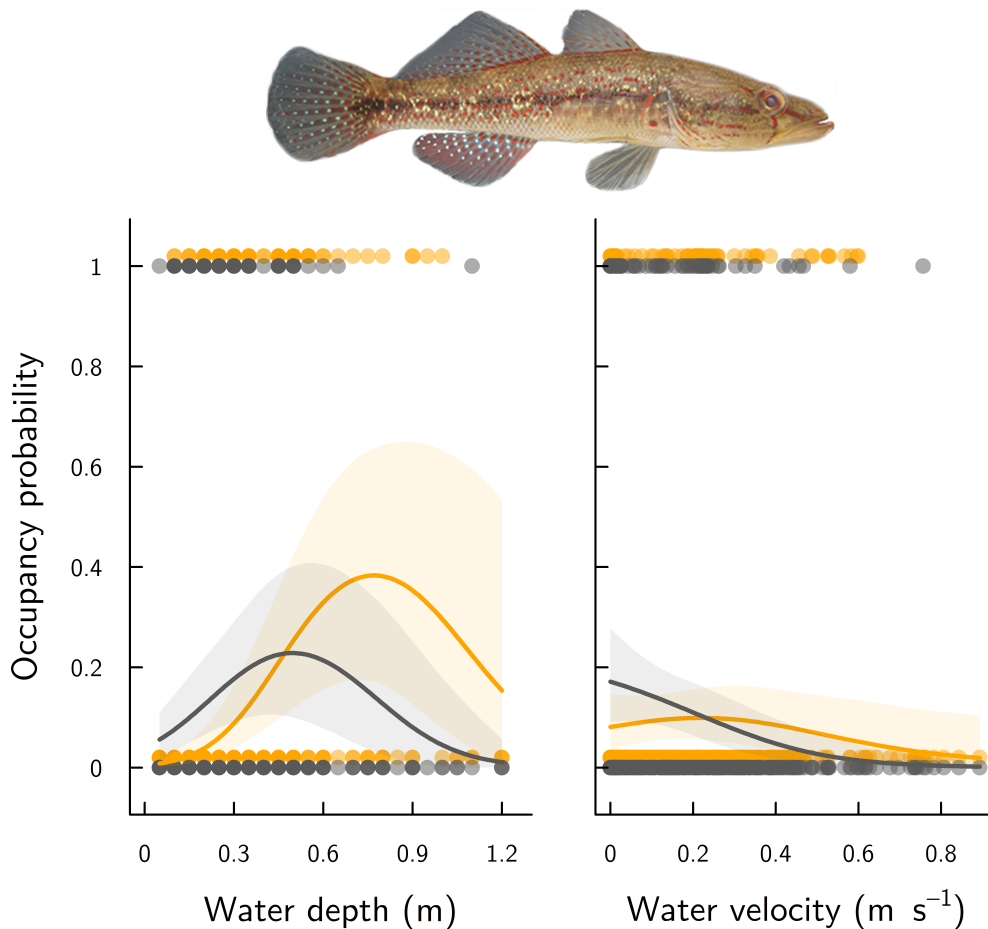 Occupancy probability
1
0.8
0.6
0.4
0.2
0
0 0.3 0.6 0.9 1.2
0 0.2 0.4 0.6 0.8
Water depth (m)
Water velocity (m s⁻¹)